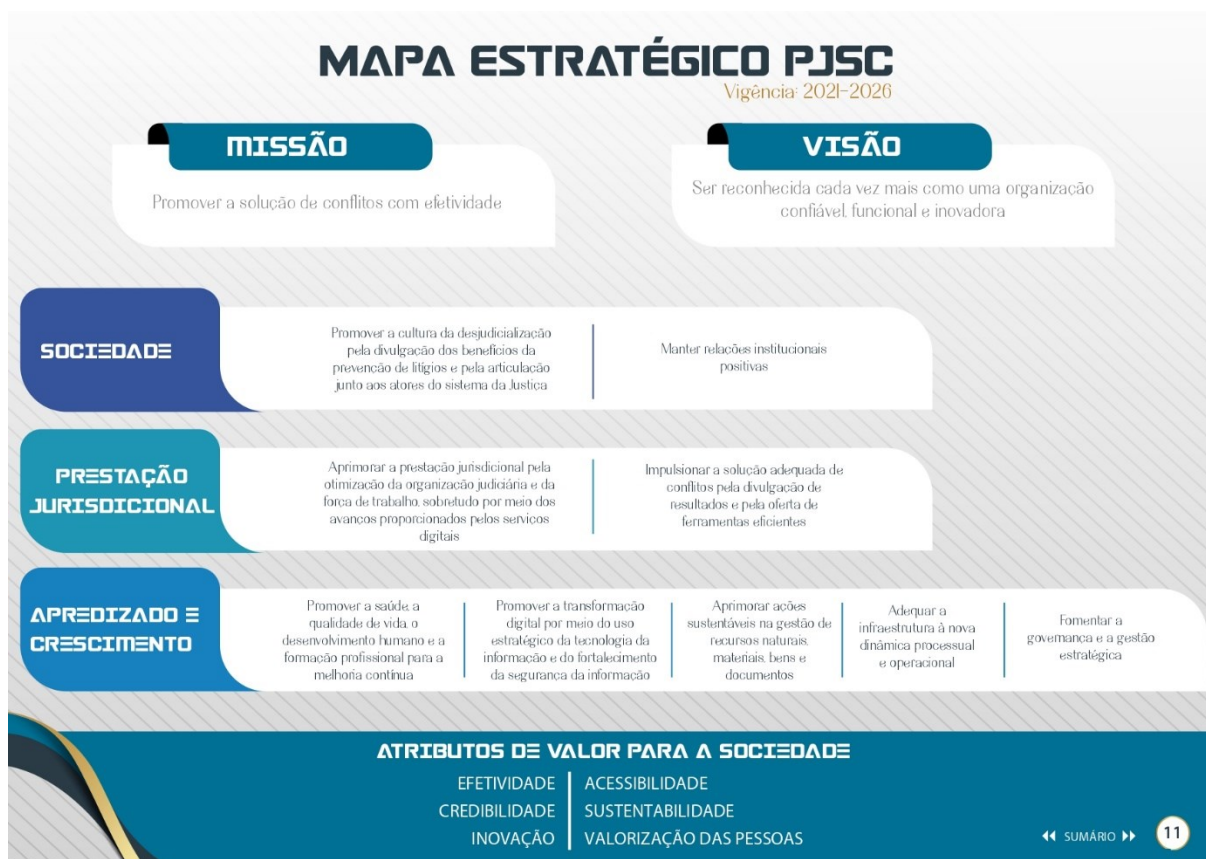 MAPA ESTRATÉGICO PJSC
Vigência: 2021-2026
MISSÃO
Promover a solução de conflitos com efetividade
VISÃO
Ser reconhecida cada vez mais como uma organização
confiável, funcional e inovadora
SOCIEDADE
Promover a cultura da desjudicialização
pela divulgação dos benefícios da
prevenção de litígios e pela articulação
junto aos atores do sistema da Justiça
Manter relações institucionais
positivas
PRESTAÇÃO
JURISDICIONAL
Aprimorar a prestação jurisdicional pela
otimização da organização judiciária e da
força de trabalho, sobretudo por meio dos
avanços proporcionados pelos serviços
digitais
Impulsionar a solução adequada de
conflitos pela divulgação de
resultados e pela oferta de
ferramentas eficientes
APREDIZADO E
CRESCIMENTO
Promover a saúde, a
qualidade de vida, o
desenvolvimento humano e a
formação profissional para a
melhoria contínua
Promover a transformação
digital por meio do uso
estratégico da tecnologia da
informação e do fortalecimento
da segurança da informação
Aprimorar ações
sustentáveis na gestão de
recursos naturais,
materiais, bens e
documentos
Adequar a
infraestrutura à nova
dinâmica processual
e operacional
Fomentar a
governança e a gestão
estratégica
ATRIBUTOS DE VALOR PARA A SOCIEDADE
EFETIVIDADE
CREDIBILIDADE
INOVAÇÃO
ACESSIBILIDADE
SUSTENTABILIDADE
VALORIZAÇÃO DAS PESSOAS
SUMÁRIO
11